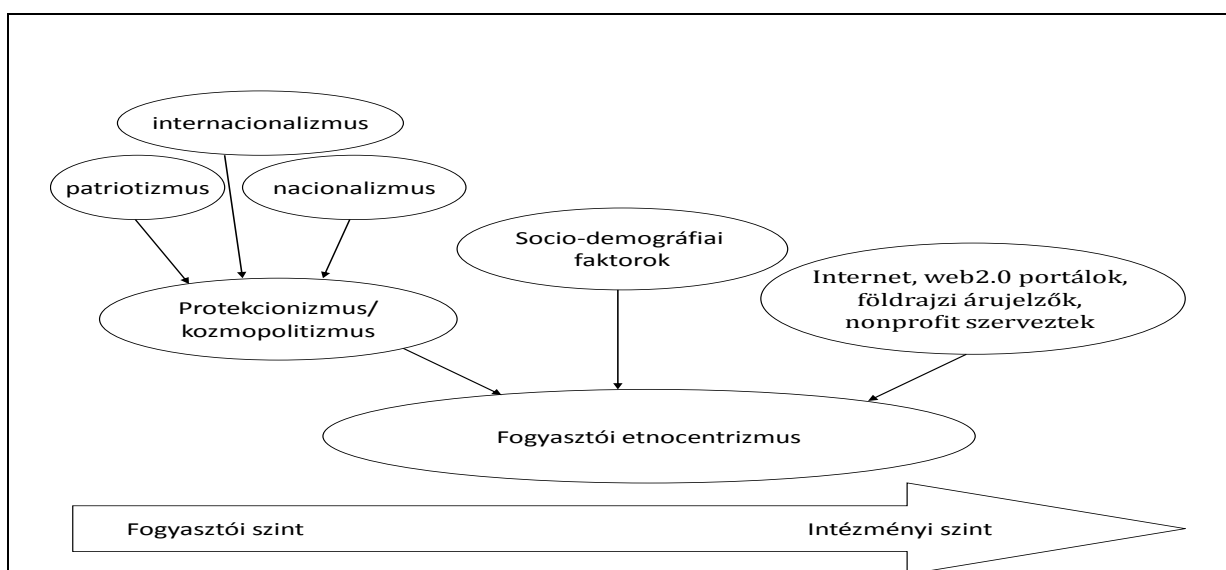 internacionalizmus
patriotizmus
nacionalizmus
Socio-demográfiai
faktorok
Internet, web2.0 portálok,
földrajzi árujelzők,
nonprofit szerveztek
Protekcionizmus/
kozmopolitizmus
Fogyasztói etnocentrizmus
Fogyasztói szint
Intézményi szint